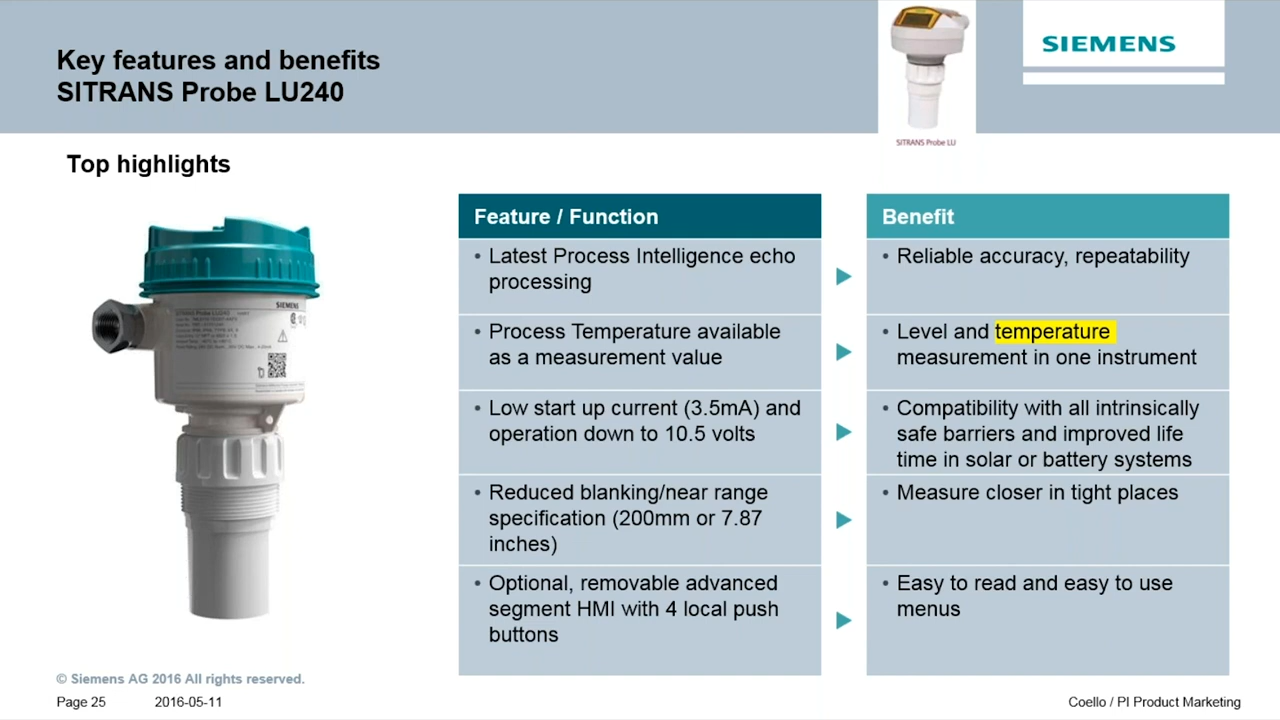 Key features and benefits
SITRANS Probe LU240
SIEMENS
SITRANS Probe LU
Top highlights
SIEMENS
SITRANS Probe LU240
Feature / Function
Benefit
• Latest Process Intelligence echo
processing
• Reliable accuracy, repeatability
• Process Temperture available
as a measurement value
• Level and temperature
measurement in one instrument
• Low start up current (3.5mA) and
operation down to 10.5 volts
• Compatibility with all intrinsically
safe barriers and improved life
time in solar or battery systems
• Reduced blanking/near range
specification (200mm or 7.87
inches)
• Measure closer in tight places
• Optional, removable advanced
segment HMI with 4 local push
buttons
• Easy to read and easy to use
menus
© Siemens AG 2016 All rights reserved.
Page 25
2016-05-11
Coello / PI Product Marketing